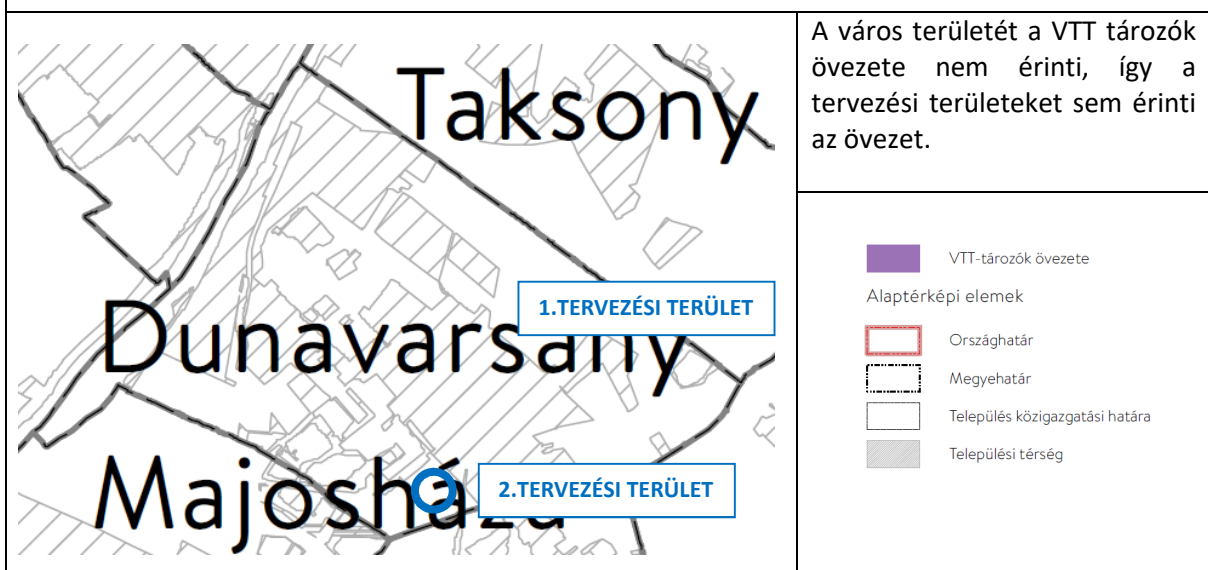 Taksony
1.TERVEZÉSI TERÜLET
Dunavarsány
Majosháza
2.TERVEZÉSI TERÜLET
A város területét a VTT tározók
övezete nem érinti, így a
tervezési területeket sem érinti
az övezet.
VTT-tározók övezete
Alaptérképi elemek
Országhatár
Megyehatár
Település közigazgatási határa
Települési térség